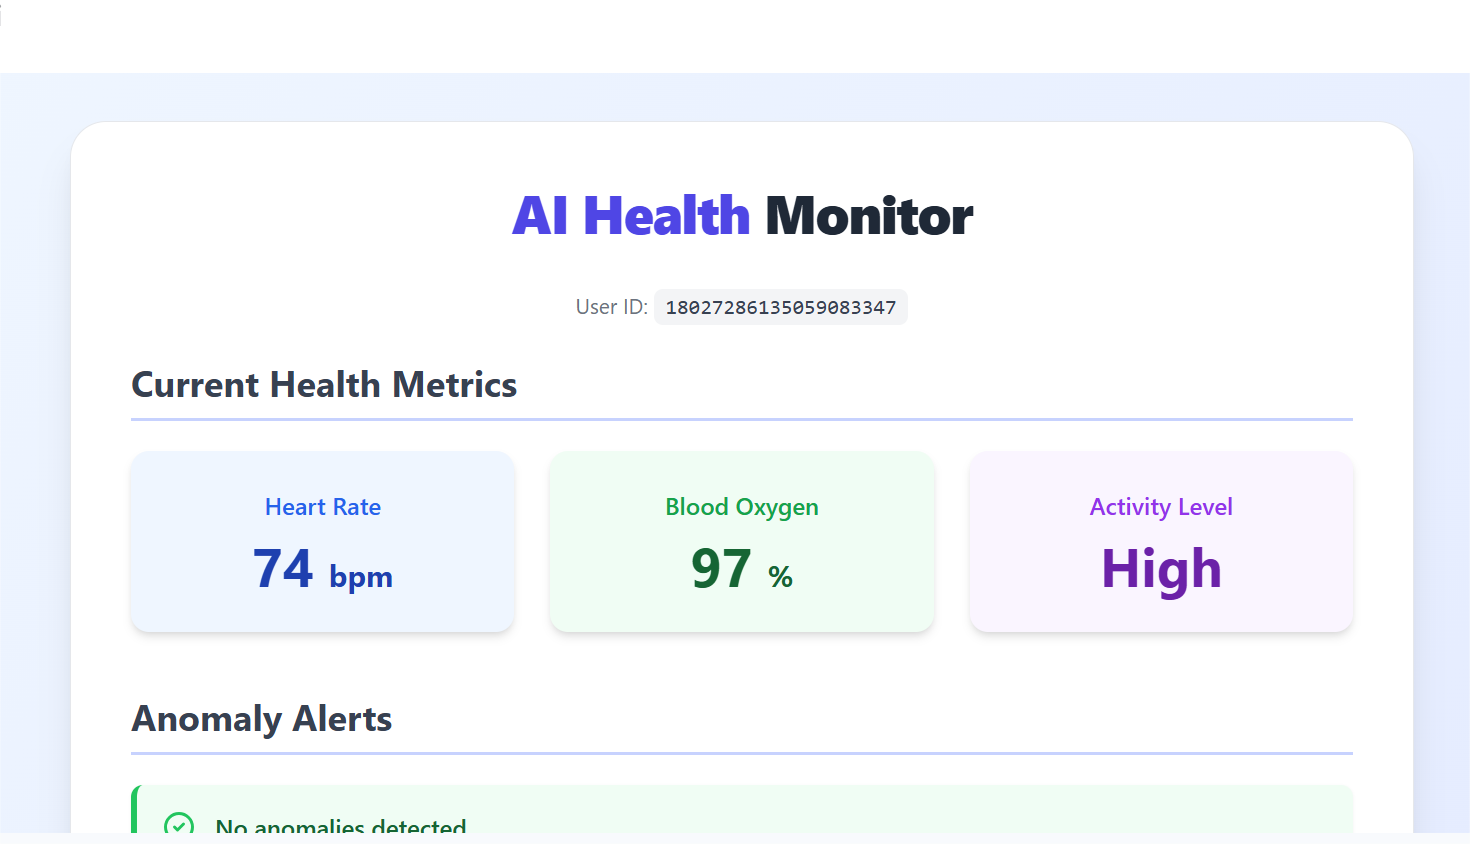 AI Health Monitor
User ID: 18027286135059083347
Current Health Metrics
Heart Rate
74 bpm
Blood Oxygen
97 %
Activity Level
High
Anomaly Alerts
No anomalies detected